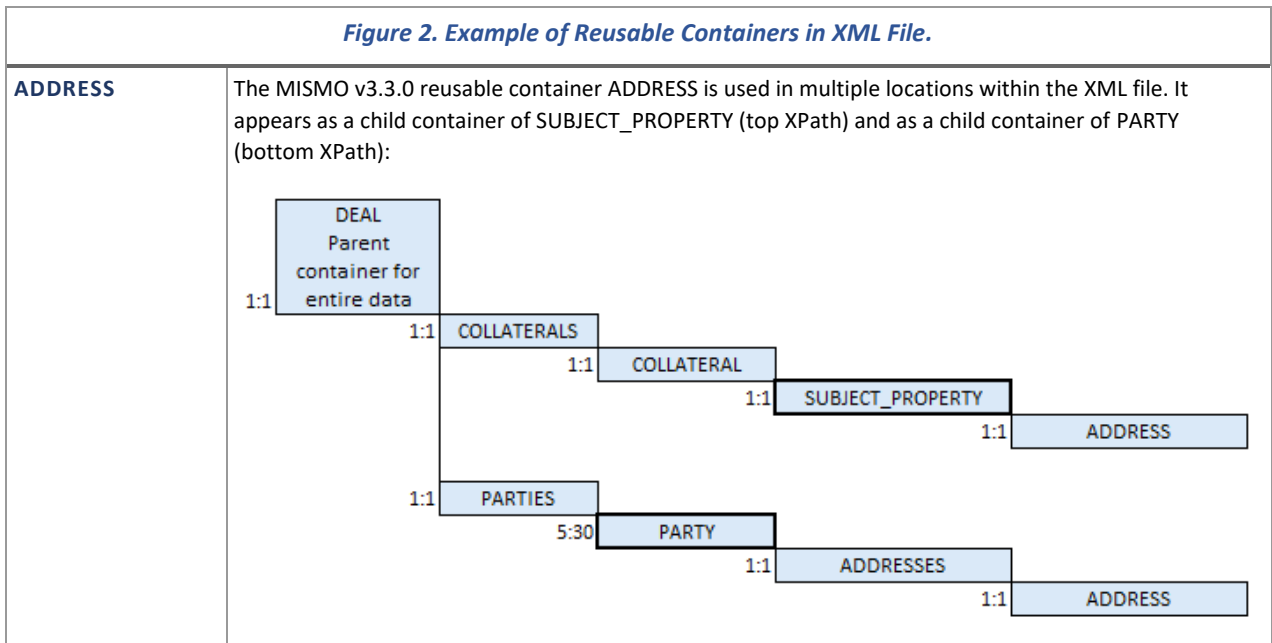 Figure 2. Example of Reusable Containers in XML File.
ADDRESS
The MISMO v3.3.0 reusable container ADDRESS is used in multiple locations within the XML file. It
appears as a child container of SUBJECT_PROPERTY (top XPath) and as a child container of PARTY
(bottom XPath):
DEAL
Parent
container for
1:1 entire data
1:1 COLLATERALS
1:1 COLLATERAL
1:1 SUBJECT_PROPERTY
1:1 ADDRESS
1:1 PARTIES
5:30 PARTY
1:1 ADDRESSES
1:1 ADDRESS